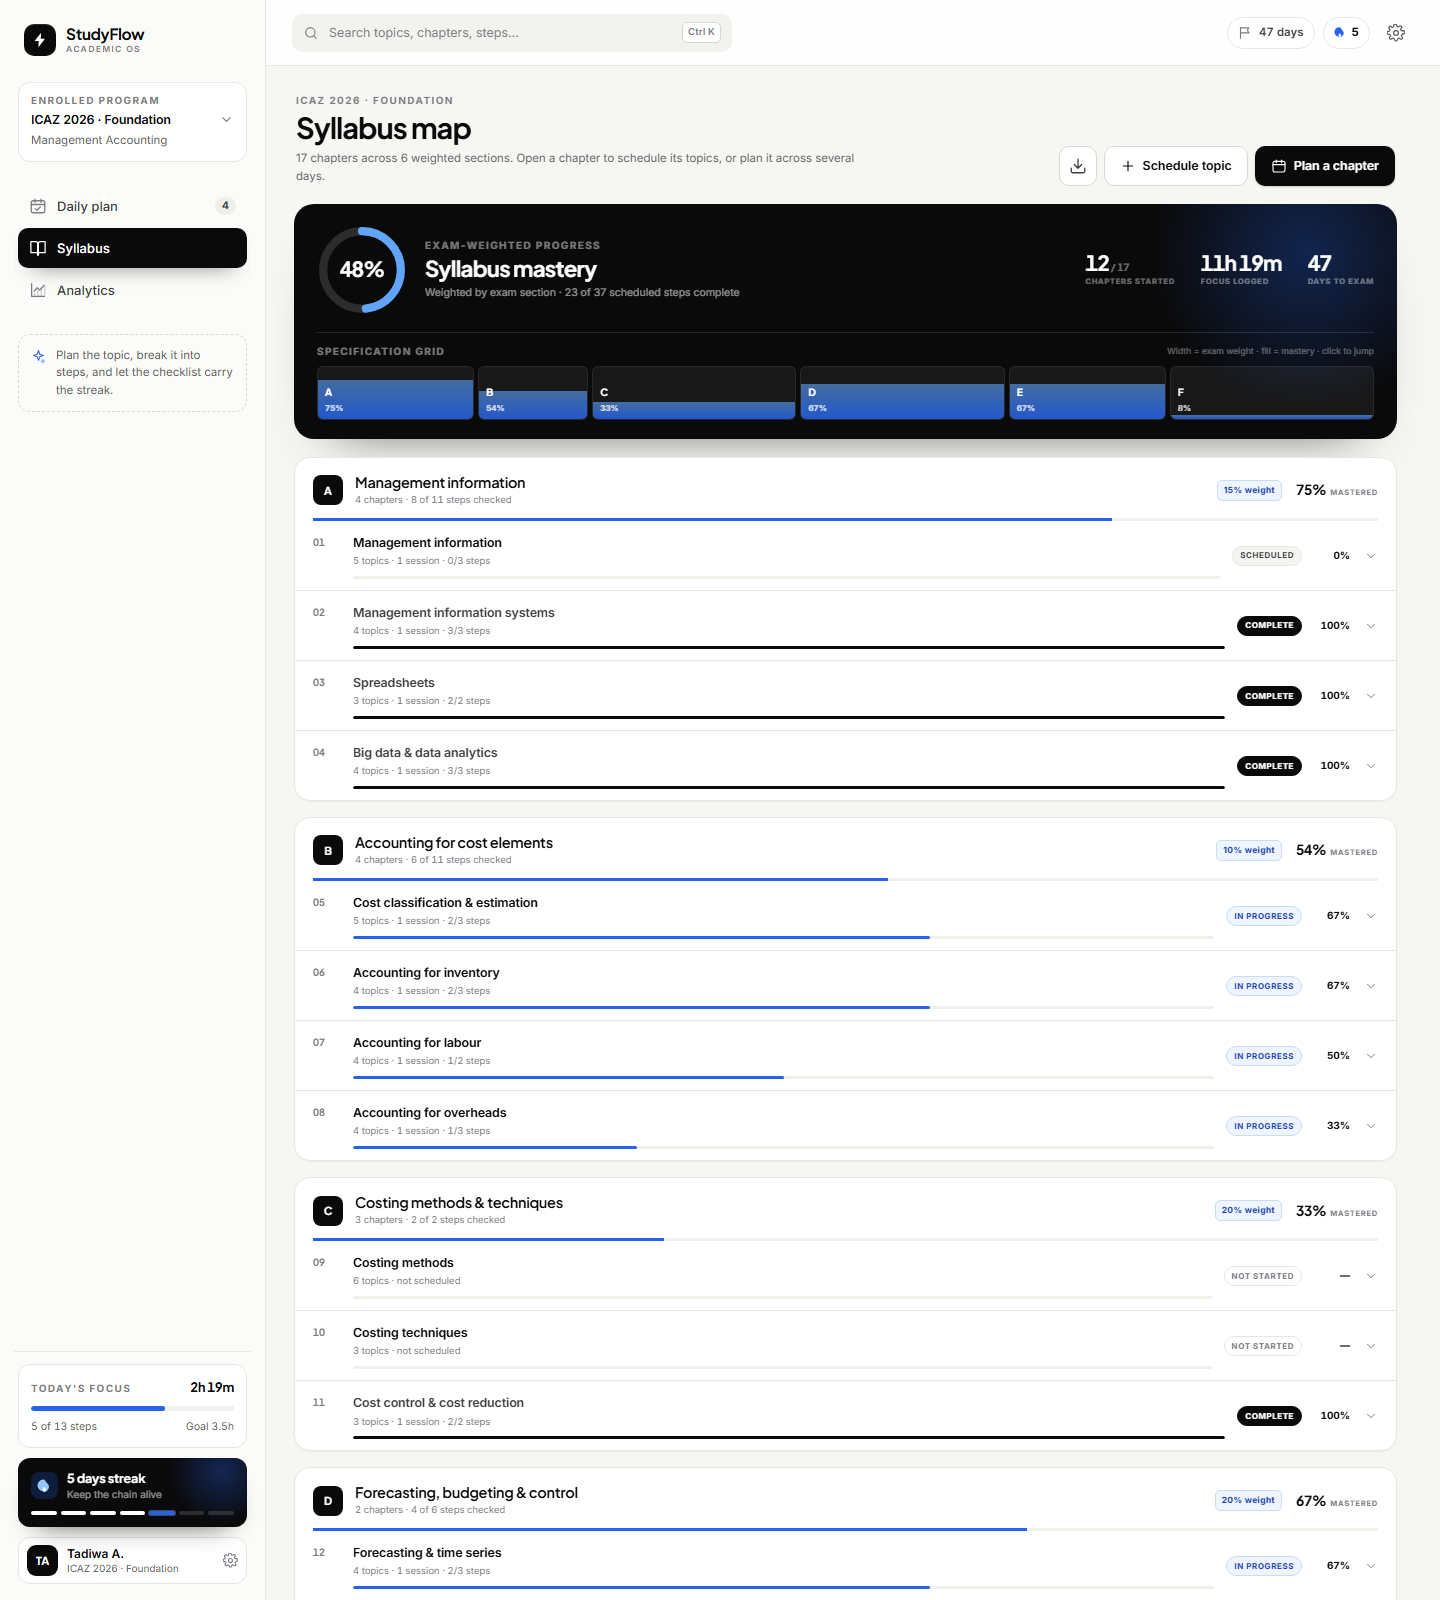 StudyFlow
ACADEMIC OS
Search topics, chapters, steps...
Ctrl K
47 days
5
ENROLLED PROGRAM
ICAZ 2026 · Foundation
Management Accounting
Daily plan
4
Syllabus
Analytics
Plan the topic, break it into
steps, and let the checklist carry
the streak.
TODAY'S FOCUS
2h19m
5 of 13 steps
Goal 3.5h
5 days streak
Keep the chain alive
TA
Tadiwa A.
ICAZ 2026 · Foundation
ICAZ 2026 · FOUNDATION
Syllabus map
17 chapters across 6 weighted sections. Open a chapter to schedule its topics, or plan it across several
days.
Schedule topic
Plan a chapter
48%
EXAM-WEIGHTED PROGRESS
Syllabus mastery
Weighted by exam section · 23 of 37 scheduled steps complete
12/17
CHAPTERS STARTED
11h19m
FOCUS LOGGED
47
DAYS TO EXAM
SPECIFICATION GRID
Width = exam weight · fill = mastery · click to jump
A
75%
B
54%
C
33%
D
67%
E
67%
F
8%
A
Management information
4 chapters · 8 of 11 steps checked
15% weight
75% MASTERED
01
Management information
5 topics · 1 session · 0/3 steps
SCHEDULED
0%
02
Management information systems
4 topics · 1 session · 3/3 steps
COMPLETE
100%
03
Spreadsheets
3 topics · 1 session · 2/2 steps
COMPLETE
100%
04
Big data & data analytics
4 topics · 1 session · 3/3 steps
COMPLETE
100%
B
Accounting for cost elements
4 chapters · 6 of 11 steps checked
10% weight
54% MASTERED
05
Cost classification & estimation
5 topics · 1 session · 2/3 steps
IN PROGRESS
67%
06
Accounting for inventory
4 topics · 1 session · 2/3 steps
IN PROGRESS
67%
07
Accounting for labour
4 topics · 1 session · 1/2 steps
IN PROGRESS
50%
08
Accounting for overheads
4 topics · 1 session · 1/3 steps
IN PROGRESS
33%
C
Costing methods & techniques
3 chapters · 2 of 2 steps checked
20% weight
33% MASTERED
09
Costing methods
6 topics · not scheduled
NOT STARTED
—
10
Costing techniques
3 topics · not scheduled
NOT STARTED
—
11
Cost control & cost reduction
3 topics · 1 session · 2/2 steps
COMPLETE
100%
D
Forecasting, budgeting & control
2 chapters · 4 of 6 steps checked
20% weight
67% MASTERED
12
Forecasting & time series
4 topics · 1 session · 2/3 steps
IN PROGRESS
67%